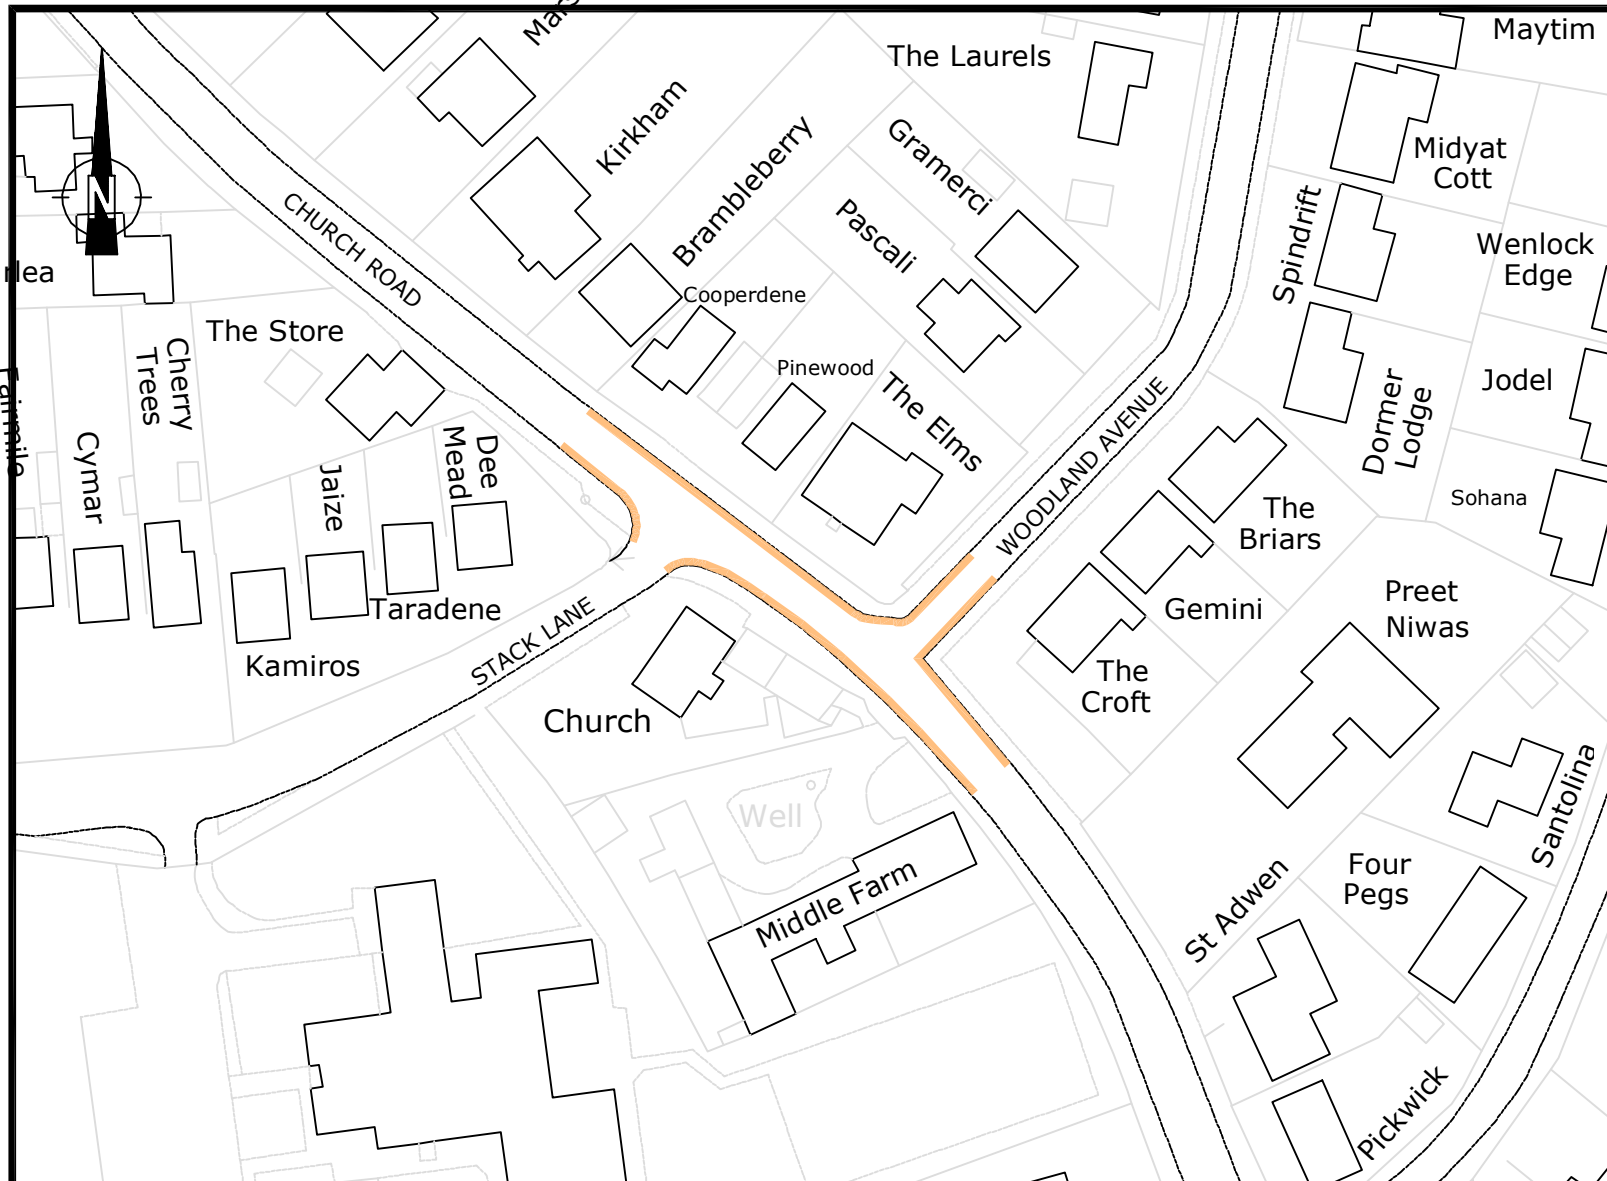 Maytim
The Laurels
Kirkham
Brambleberry
Gramerci
Midyat
Cott
N
CHURCH ROAD
Pascali
Spindrift
Wenlock
Edge
Cooperdene
The Store
Cherry
Trees
Fairmile
Pinewood
The Elms
WOODLAND AVENUE
Dormer
Lodge
Jodel
Cymar
Jaize
Dee
Mead
Sohana
The
Briars
Taradene
Gemini
Preet
Niwas
STACK LANE
Kamiros
The
Croft
Church
Well
Santolina
Middle Farm
Four
Pegs
St Adwen
Pickwick